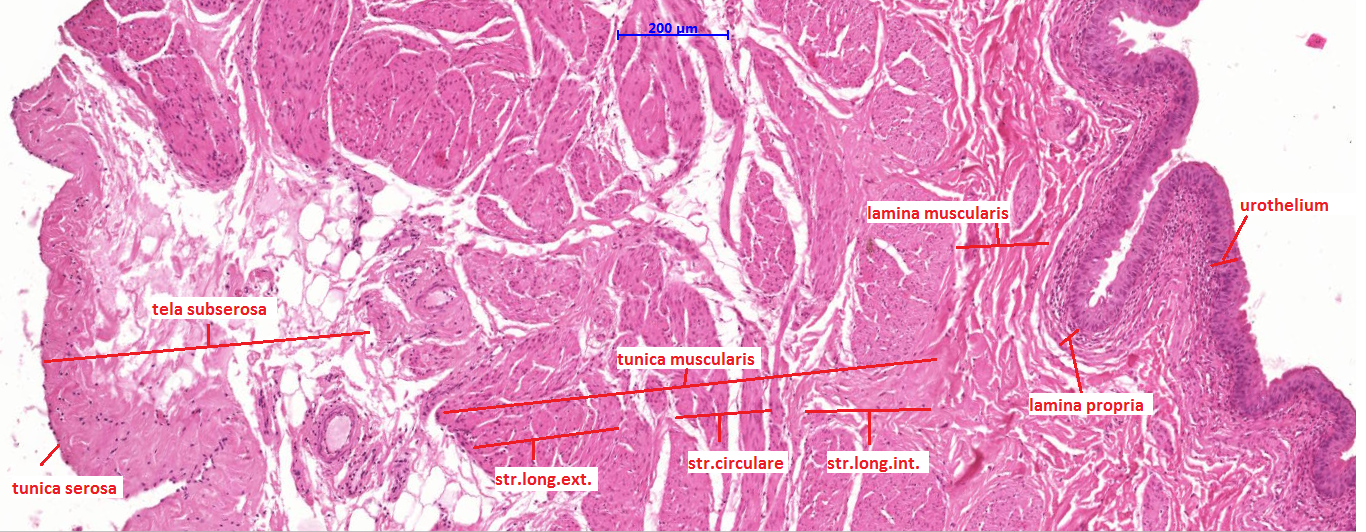 200 µm
lamina muscularis
urothelium
tela subserosa
tunica muscularis
lamina propria
str.circulare
str.long.int.
str.long.ext.
tunica serosa